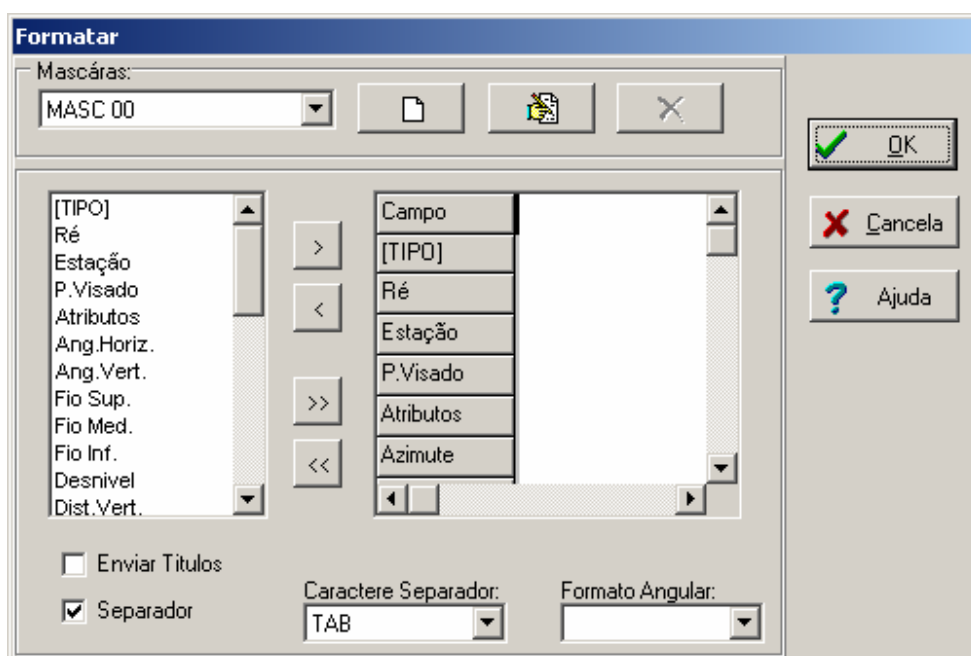 Formatar
Mascáras:
MASC 00
OK
Cancela
Ajuda
[TIPO]
Ré
Estação
P.Visado
Atributos
Ang.Horiz.
Ang.Vert.
Fio Sup.
Fio Med.
Fio Inf.
Desnivel
Dist.Vert.
>
<
>>
<<
Campo
[TIPO]
Ré
Estação
P.Visado
Atributos
Azimute
Enviar Titulos
Separador
Caractere Separador:
TAB
Formato Angular: